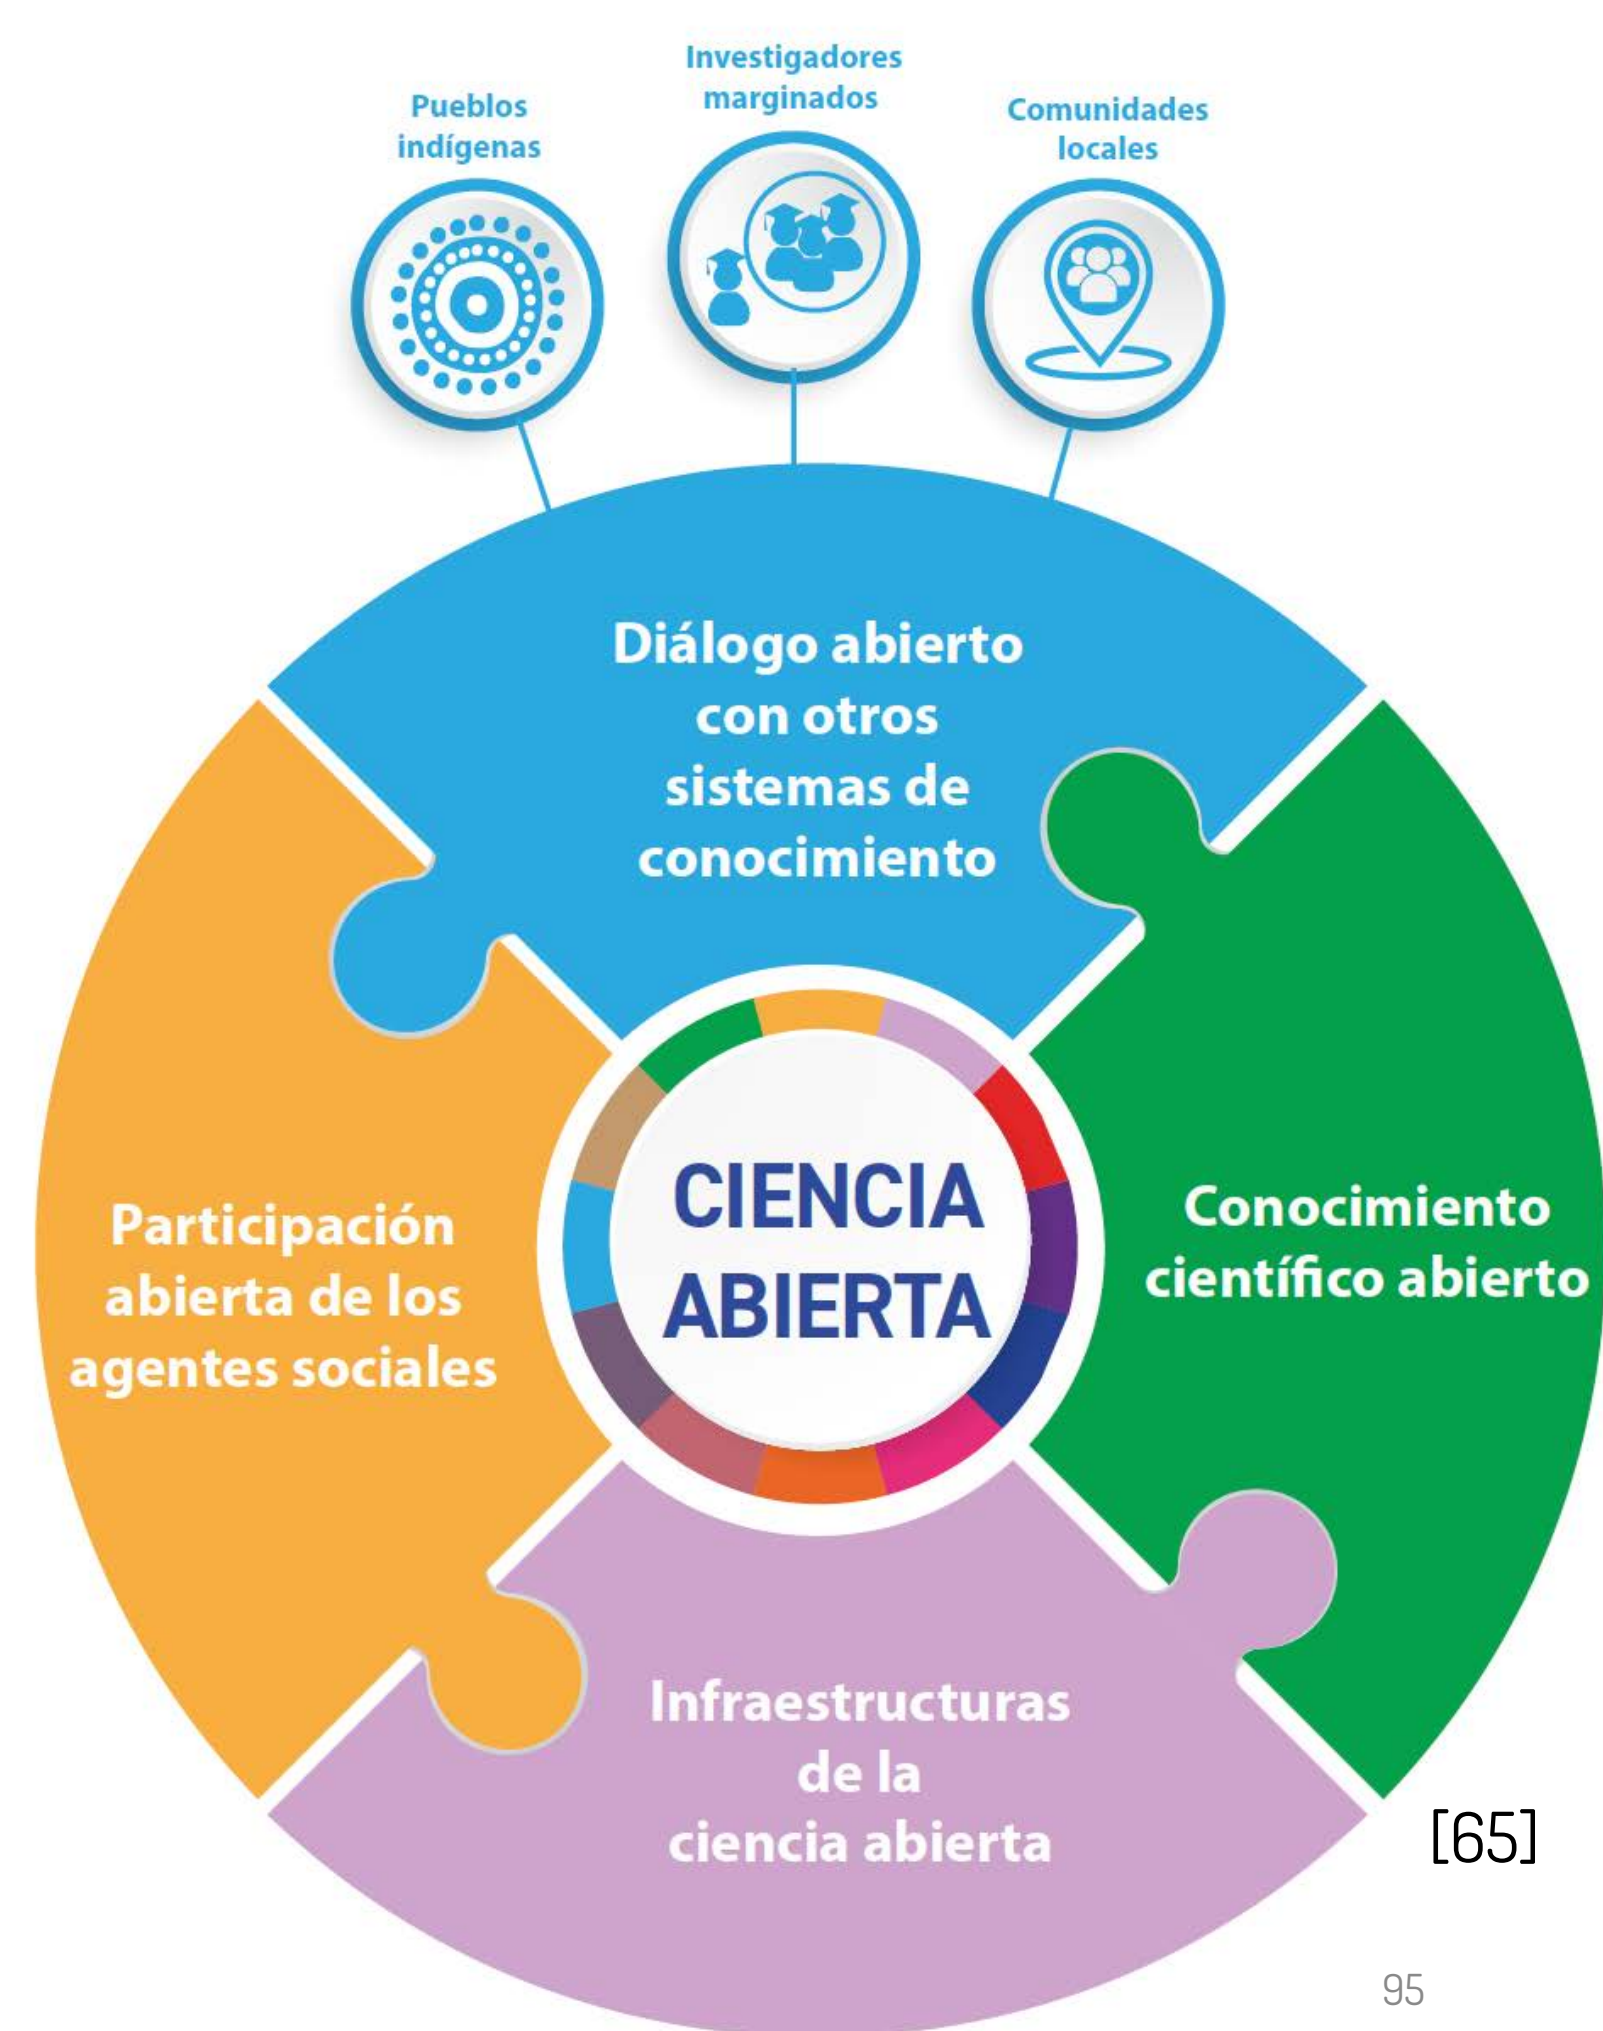 Pueblos
indígenas
Investigadores
marginados
Comunidades
locales
Diálogo abierto
con otros
sistemas de
conocimiento
Participación
abierta de los
agentes sociales
CIENCIA
ABIERTA
Conocimiento
científico abierto
Infraestructuras
de la
ciencia abierta
[65]
95